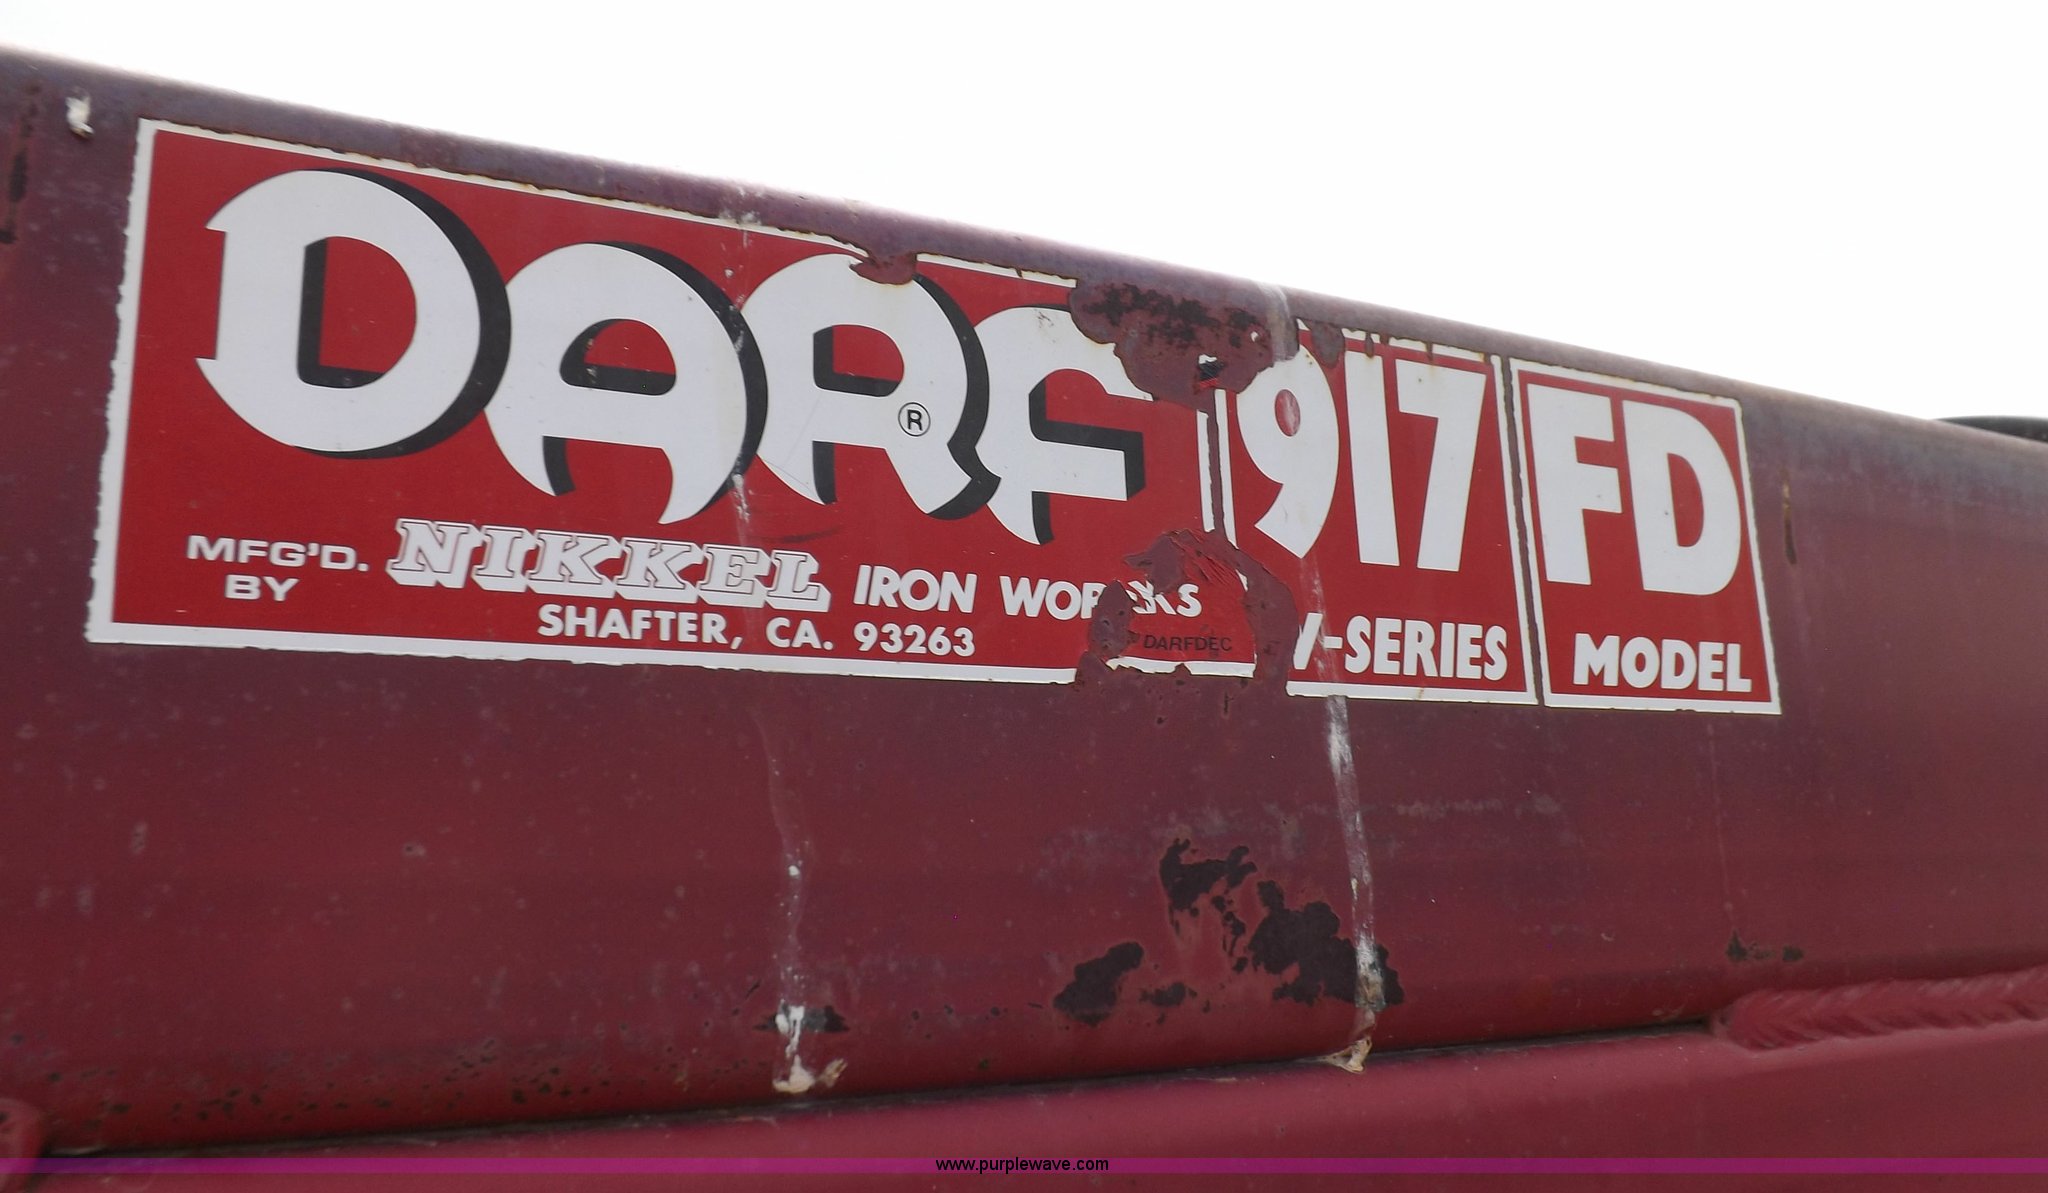 DARF®
917
FD
MFG'D. BY NIKKEL IRON WORKS
SHAFTER, CA. 93263
DARFDEC
-SERIES
MODEL
www.purplewave.com